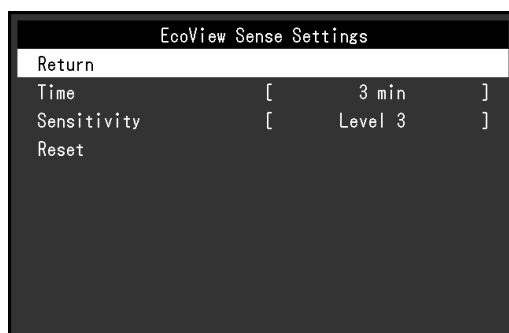 EcoView Sense Settings
Return
Time [ 3 min ]
Sensitivity [ Level 3 ]
Reset